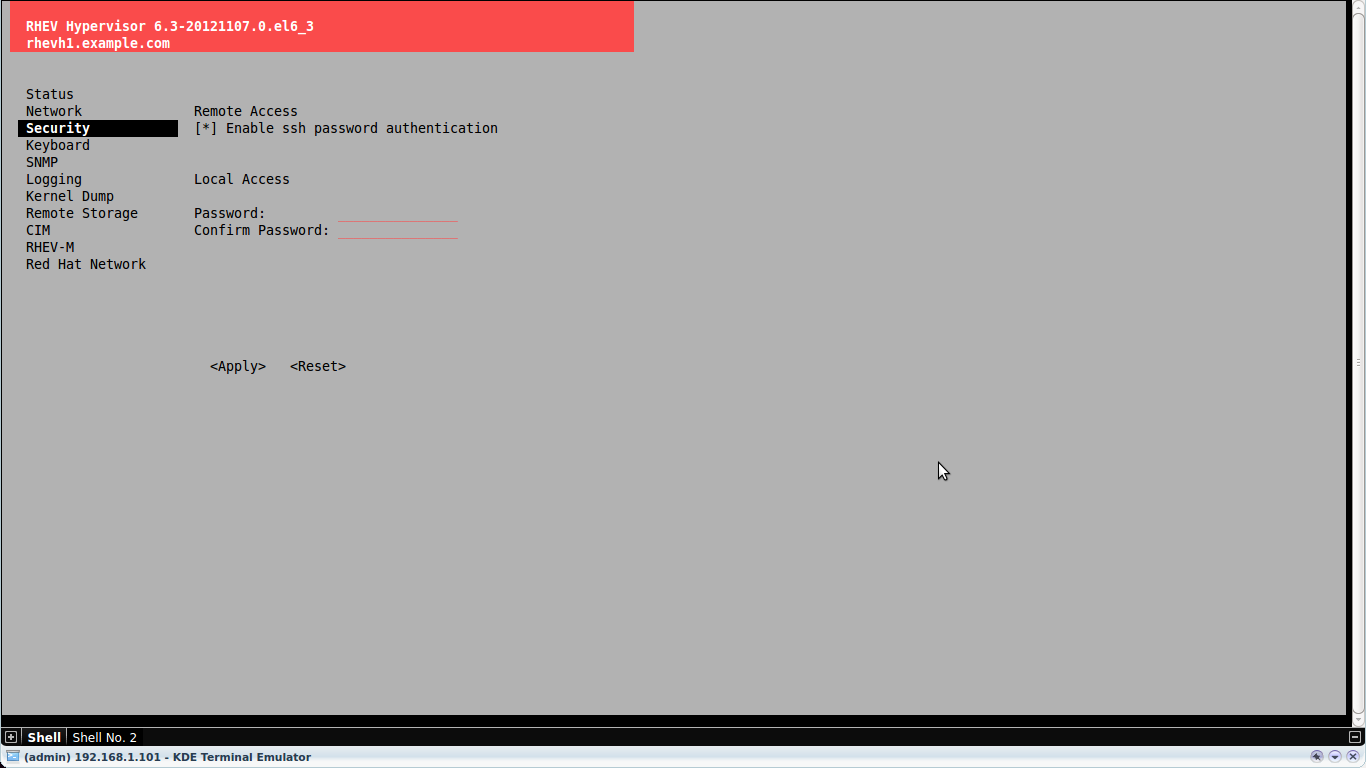 RHEV Hypervisor 6.3-20121107.0.el6_3
rhevh1.example.com
Status
Network Remote Access
Security [*] Enable ssh password authentication
Keyboard
SNMP
Logging Local Access
Kernel Dump
Remote Storage Password: _______________
CIM Confirm Password: _______________
RHEV-M
Red Hat Network
<Apply> <Reset>
Shell Shell No. 2
(admin) 192.168.1.101 - KDE Terminal Emulator